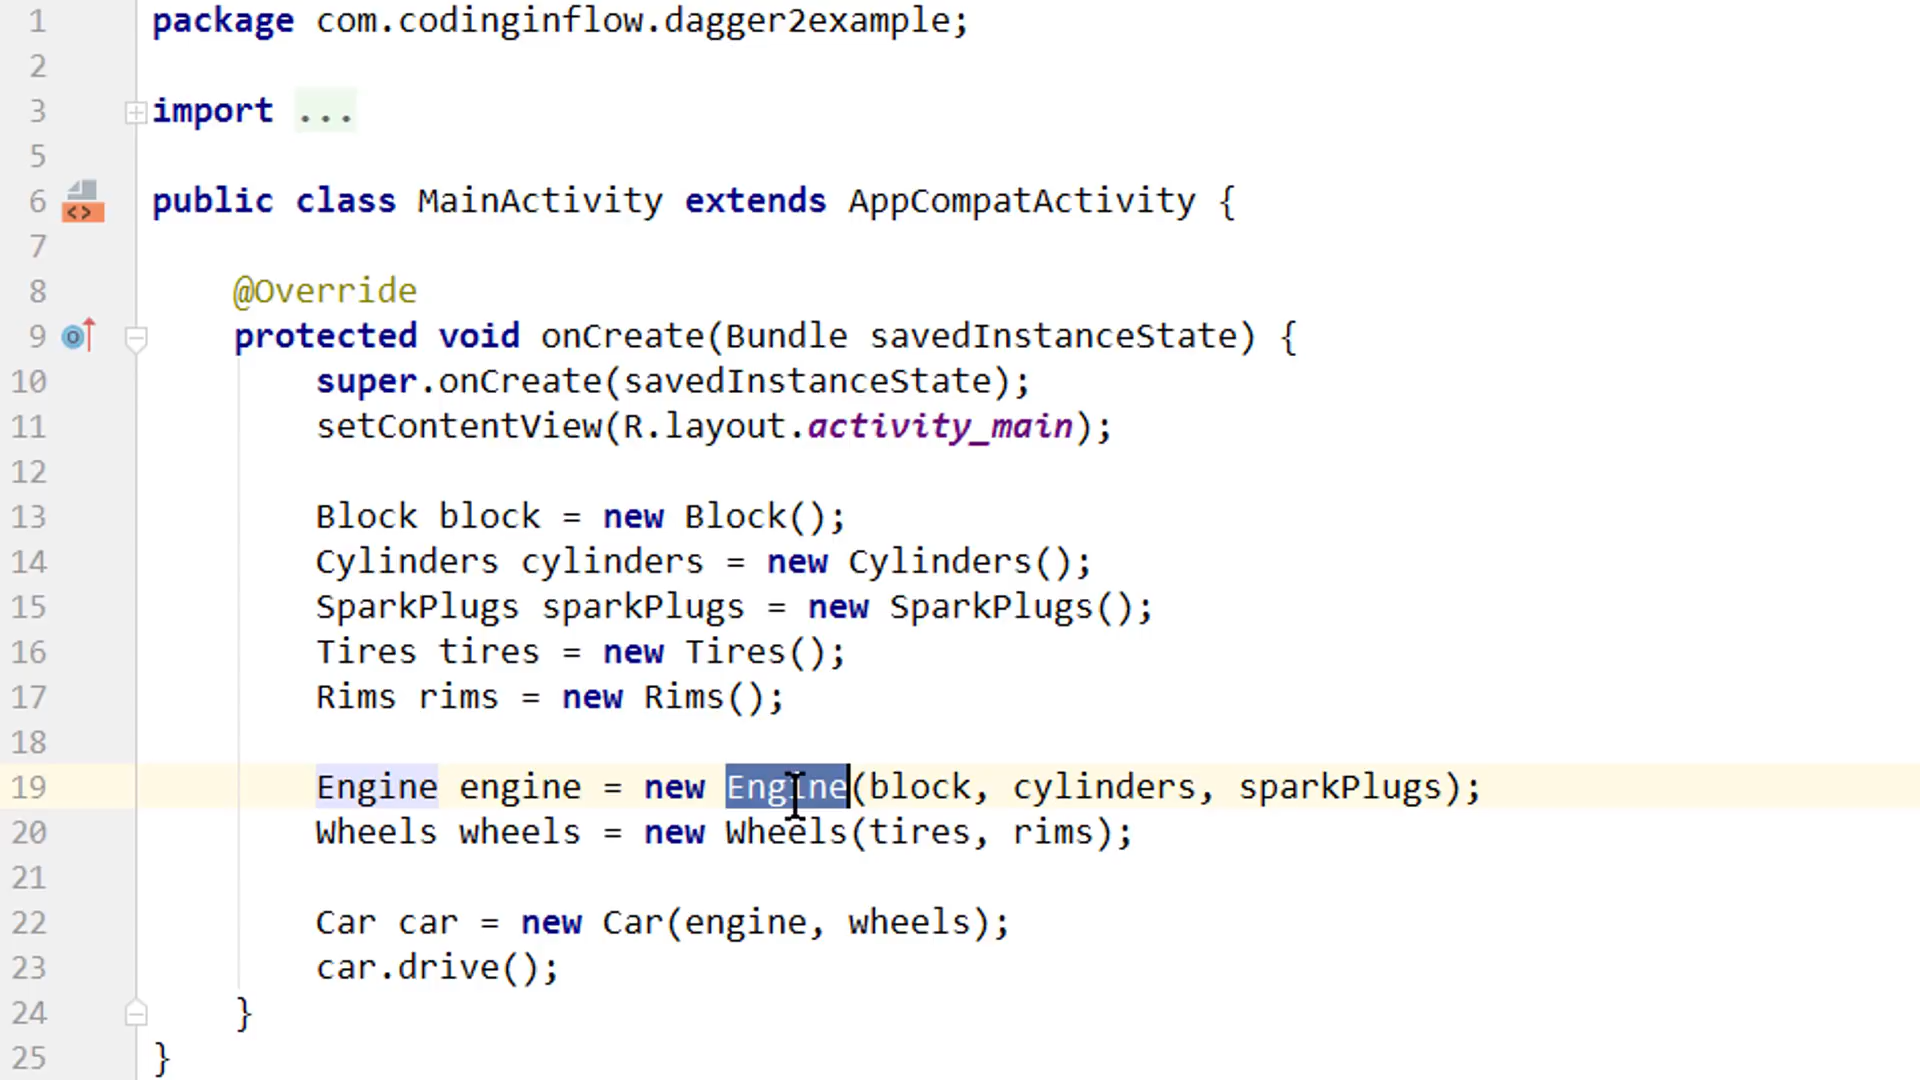 1 package com.codinginflow.dagger2example;
2
3 import ...
5
6 <> public class MainActivity extends AppCompatActivity {
7
8 @Override
9 protected void onCreate(Bundle savedInstanceState) {
10 super.onCreate(savedInstanceState);
11 setContentView(R.layout.activity_main);
12
13 Block block = new Block();
14 Cylinders cylinders = new Cylinders();
15 SparkPlugs sparkPlugs = new SparkPlugs();
16 Tires tires = new Tires();
17 Rims rims = new Rims();
18
19 Engine engine = new Engine(block, cylinders, sparkPlugs);
20 Wheels wheels = new Wheels(tires, rims);
21
22 Car car = new Car(engine, wheels);
23 car.drive();
24 }
25 }